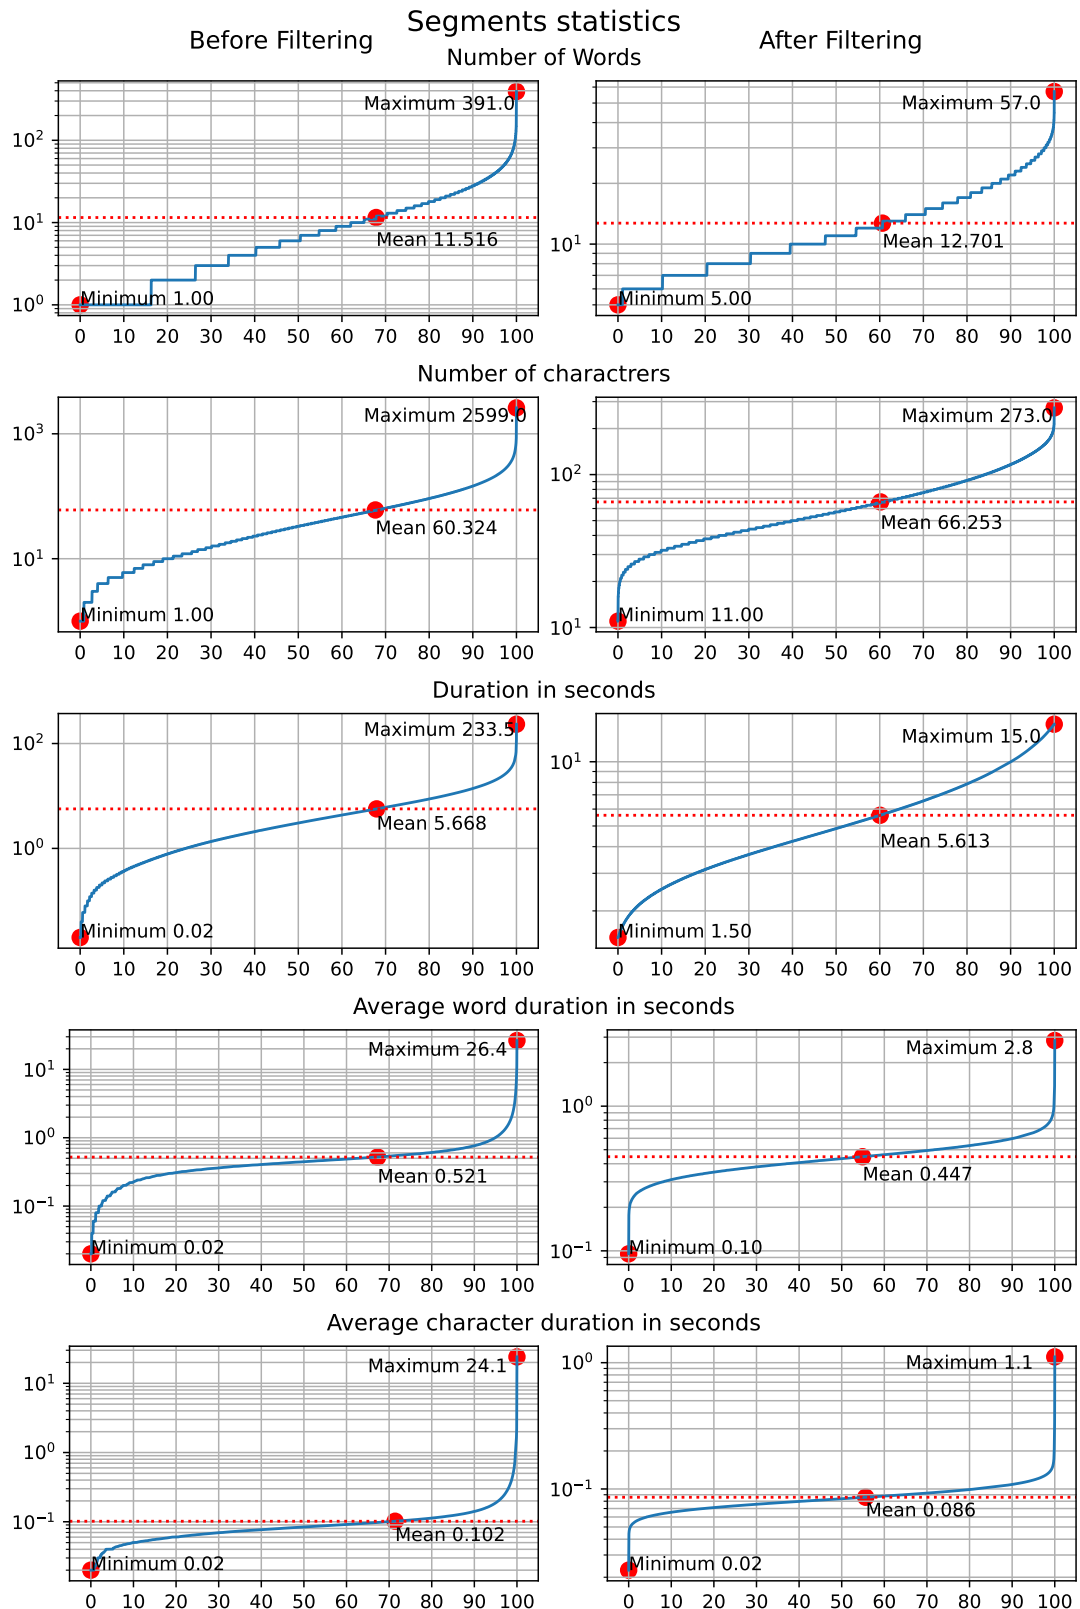 Segments statistics
Before Filtering
After Filtering
Number of Words
Maximum 391.0
Mean 11.516
Minimum 1.00
10² 10¹ 10⁰
0 10 20 30 40 50 60 70 80 90 100
Maximum 57.0
Mean 12.701
Minimum 5.00
10¹
0 10 20 30 40 50 60 70 80 90 100
Number of charactrers
Maximum 2599.0
Mean 60.324
Minimum 1.00
10³ 10¹
0 10 20 30 40 50 60 70 80 90 100
Maximum 273.0
Mean 66.253
Minimum 11.00
10² 10¹
0 10 20 30 40 50 60 70 80 90 100
Duration in seconds
Maximum 233.5
Mean 5.668
Minimum 0.02
10² 10⁰
0 10 20 30 40 50 60 70 80 90 100
Maximum 15.0
Mean 5.613
Minimum 1.50
10¹
0 10 20 30 40 50 60 70 80 90 100
Average word duration in seconds
Maximum 26.4
Mean 0.521
Minimum 0.02
10¹ 10⁰ 10⁻¹
0 10 20 30 40 50 60 70 80 90 100
Maximum 2.8
Mean 0.447
Minimum 0.10
10⁰ 10⁻¹
0 10 20 30 40 50 60 70 80 90 100
Average character duration in seconds
Maximum 24.1
Mean 0.102
Minimum 0.02
10¹ 10⁰ 10⁻¹
0 10 20 30 40 50 60 70 80 90 100
Maximum 1.1
Mean 0.086
Minimum 0.02
10⁰ 10⁻¹
0 10 20 30 40 50 60 70 80 90 100